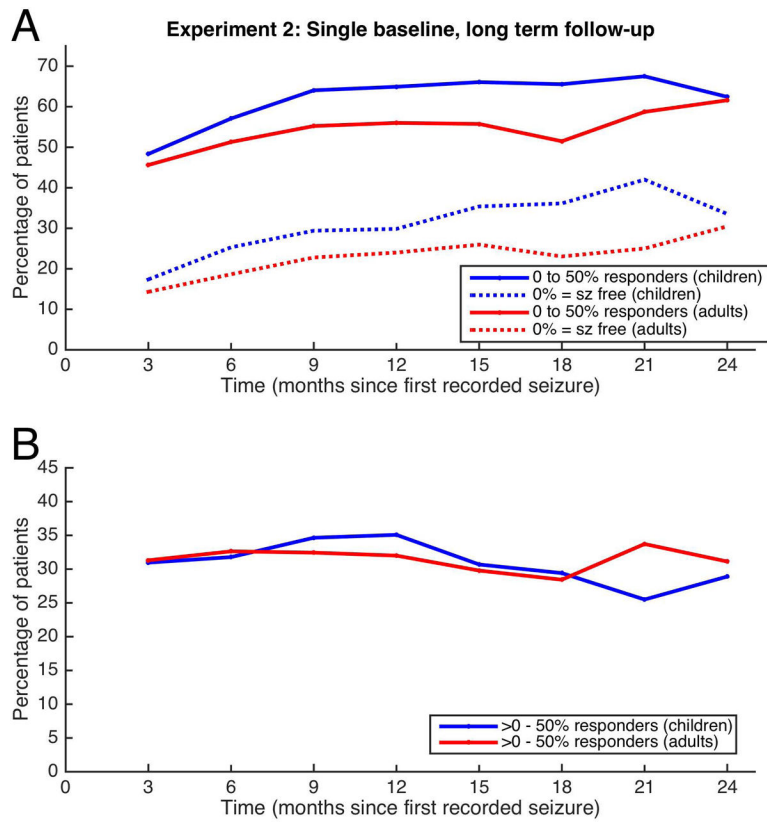 A
Experiment 2: Single baseline, long term follow-up
Percentage of patients
70
60
50
40
30
20
10
0
0 to 50% responders (children)
0% = sz free (children)
0 to 50% responders (adults)
0% = sz free (adults)
0 3 6 9 12 15 18 21 24
Time (months since first recorded seizure)
B
Percentage of patients
45
40
35
30
25
20
15
10
5
0
>0 - 50% responders (children)
>0 - 50% responders (adults)
0 3 6 9 12 15 18 21 24
Time (months since first recorded seizure)